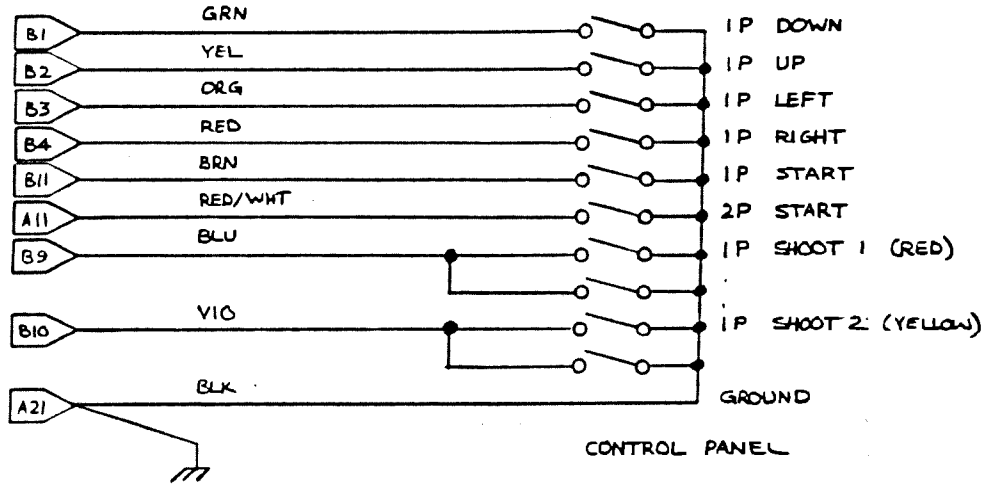 B1 GRN 1P DOWN
B2 YEL 1P UP
B3 ORG 1P LEFT
B4 RED 1P RIGHT
B11 BRN 1P START
A11 RED/WHT 2P START
B9 BLU 1P SHOOT 1 (RED)
B10 VIO 1P SHOOT 2 (YELLOW)
A21 BLK GROUND
CONTROL PANEL